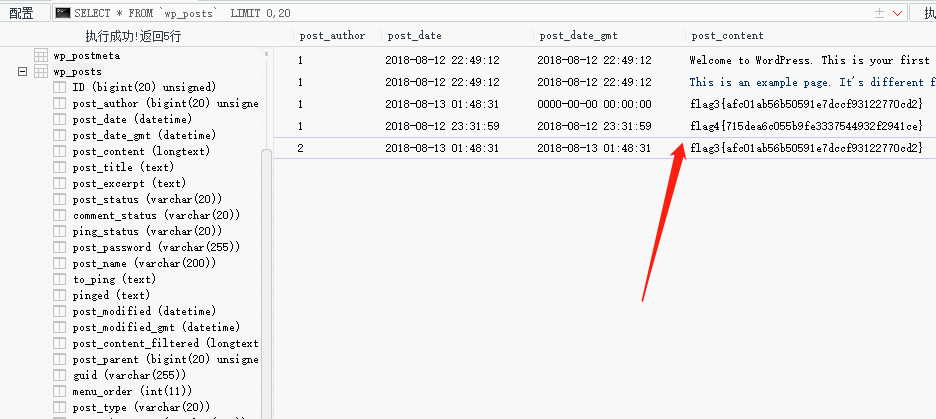 配置 SELECT * FROM `wp_posts` LIMIT 0,20 执
执行成功!返回5行
wp_postmeta
wp_posts
ID (bigint(20) unsigned)
post_author (bigint(20) unsigne
post_date (datetime)
post_date_gmt (datetime)
post_content (longtext)
post_title (text)
post_excerpt (text)
post_status (varchar(20))
comment_status (varchar(20))
ping_status (varchar(20))
post_password (varchar(255))
post_name (varchar(200))
to_ping (text)
pinged (text)
post_modified (datetime)
post_modified_gmt (datetime)
post_content_filtered (longtext
post_parent (bigint(20) unsigne
guid (varchar(255))
menu_order (int(11))
post_type (varchar(20))
post_author post_date post_date_gmt post_content
1 2018-08-12 22:49:12 2018-08-12 22:49:12 Welcome to WordPress. This is your first
1 2018-08-12 22:49:12 2018-08-12 22:49:12 This is an example page. It's different f
1 2018-08-13 01:48:31 0000-00-00 00:00:00 flag3{afc01ab56b50591e7dccf93122770cd2}
1 2018-08-12 23:31:59 2018-08-12 23:31:59 flag4{715dea6c055b9fe3337544932f2941ce}
2 2018-08-13 01:48:31 2018-08-13 01:48:31 flag3{afc01ab56b50591e7dccf93122770cd2}